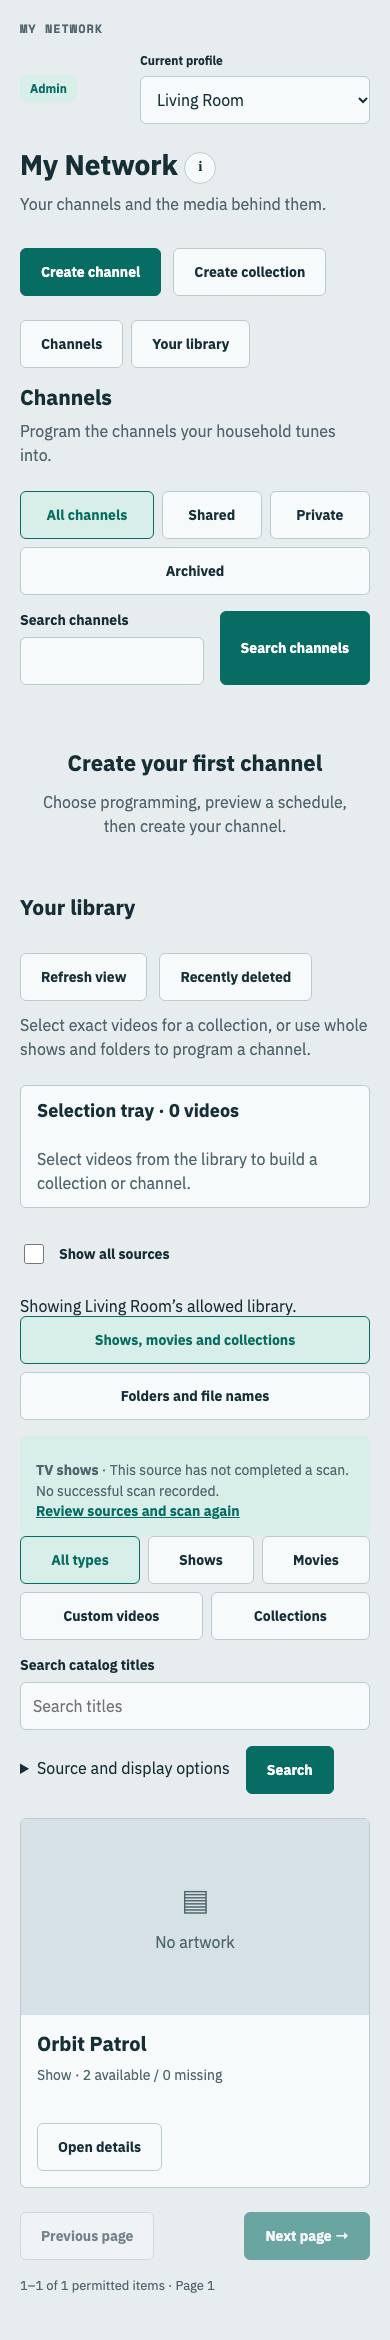 MY NETWORK
Current profile
Admin
Living Room
My Network i
Your channels and the media behind them.
Create channel
Create collection
Channels
Your library
Channels
Program the channels your household tunes
into.
All channels
Shared
Private
Archived
Search channels
Search channels
Create your first channel
Choose programming, preview a schedule,
then create your channel.
Your library
Refresh view
Recently deleted
Select exact videos for a collection, or use whole
shows and folders to program a channel.
Selection tray · 0 videos
Select videos from the library to build a
collection or channel.
Show all sources
Showing Living Room’s allowed library.
Shows, movies and collections
Folders and file names
TV shows · This source has not completed a scan.
No successful scan recorded.
Review sources and scan again
All types
Shows
Movies
Custom videos
Collections
Search catalog titles
Search titles
Source and display options
Search
No artwork
Orbit Patrol
Show · 2 available / 0 missing
Open details
Previous page
Next page →
1–1 of 1 permitted items · Page 1